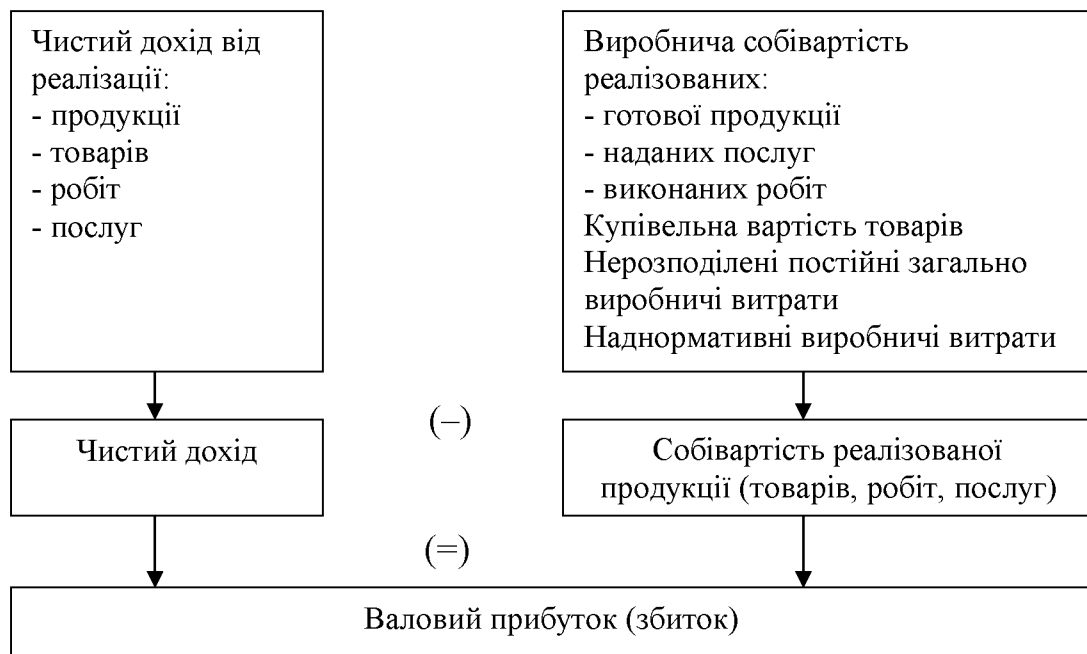 Чистий дохід від
реалізації:
- продукції
- товарів
- робіт
- послуг
Виробнича собівартість
реалізованих:
- готової продукції
- наданих послуг
- виконаних робіт
Купівельна вартість товарів
Нерозподілені постійні загально
виробничі витрати
Наднормативні виробничі витрати
(–)
Чистий дохід
Собівартість реалізованої
продукції (товарів, робіт, послуг)
(=)
Валовий прибуток (збиток)